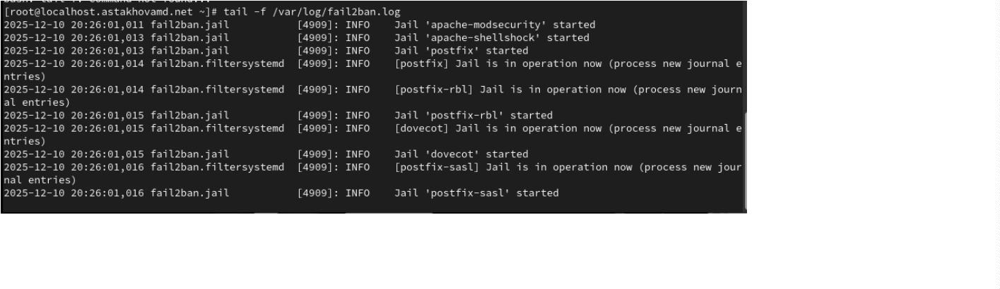 [root@localhost.astakhovamd.net ~]# tail -f /var/log/fail2ban.log
2025-12-10 20:26:01,011 fail2ban.jail           [4909]: INFO    Jail 'apache-modsecurity' started
2025-12-10 20:26:01,013 fail2ban.jail           [4909]: INFO    Jail 'apache-shellshock' started
2025-12-10 20:26:01,013 fail2ban.jail           [4909]: INFO    Jail 'postfix' started
2025-12-10 20:26:01,014 fail2ban.filtersystemd  [4909]: INFO    [postfix] Jail is in operation now (process new journal e
ntries)
2025-12-10 20:26:01,014 fail2ban.filtersystemd  [4909]: INFO    [postfix-rbl] Jail is in operation now (process new journ
al entries)
2025-12-10 20:26:01,015 fail2ban.jail           [4909]: INFO    Jail 'postfix-rbl' started
2025-12-10 20:26:01,015 fail2ban.filtersystemd  [4909]: INFO    [dovecot] Jail is in operation now (process new journal e
ntries)
2025-12-10 20:26:01,015 fail2ban.jail           [4909]: INFO    Jail 'dovecot' started
2025-12-10 20:26:01,016 fail2ban.filtersystemd  [4909]: INFO    [postfix-sasl] Jail is in operation now (process new jour
nal entries)
2025-12-10 20:26:01,016 fail2ban.jail           [4909]: INFO    Jail 'postfix-sasl' started